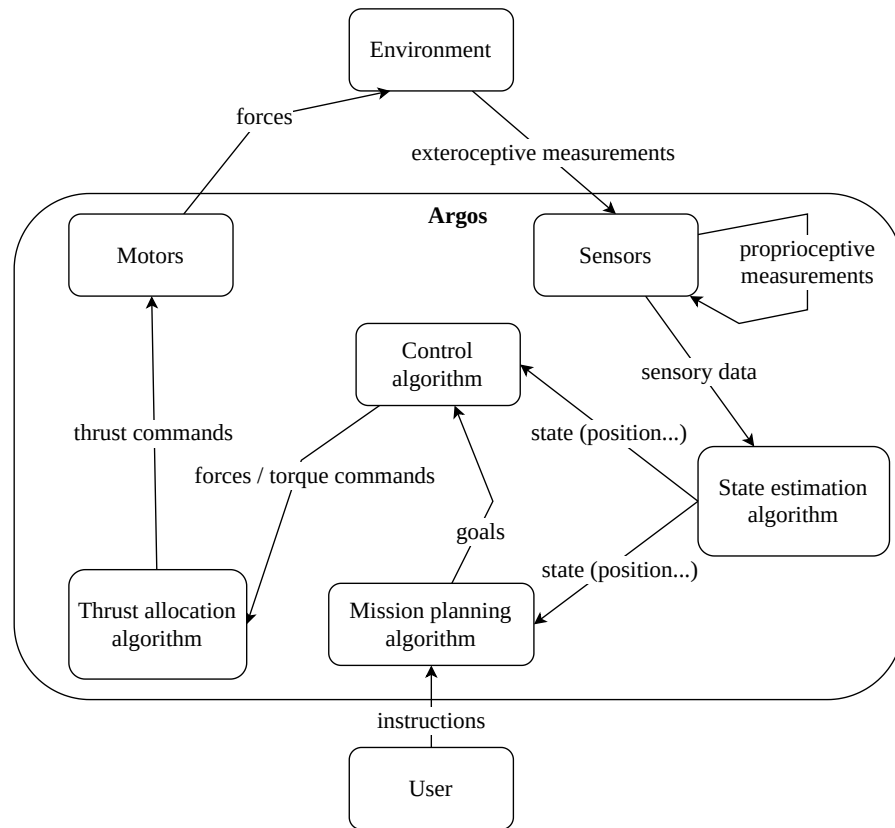 Environment
forces
exteroceptive measurements
Argos
Motors
Sensors
proprioceptive
measurements
Control
algorithm
sensory data
thrust commands
state (position...)
forces / torque commands
State estimation
algorithm
goals
state (position...)
Thrust allocation
algorithm
Mission planning
algorithm
instructions
User